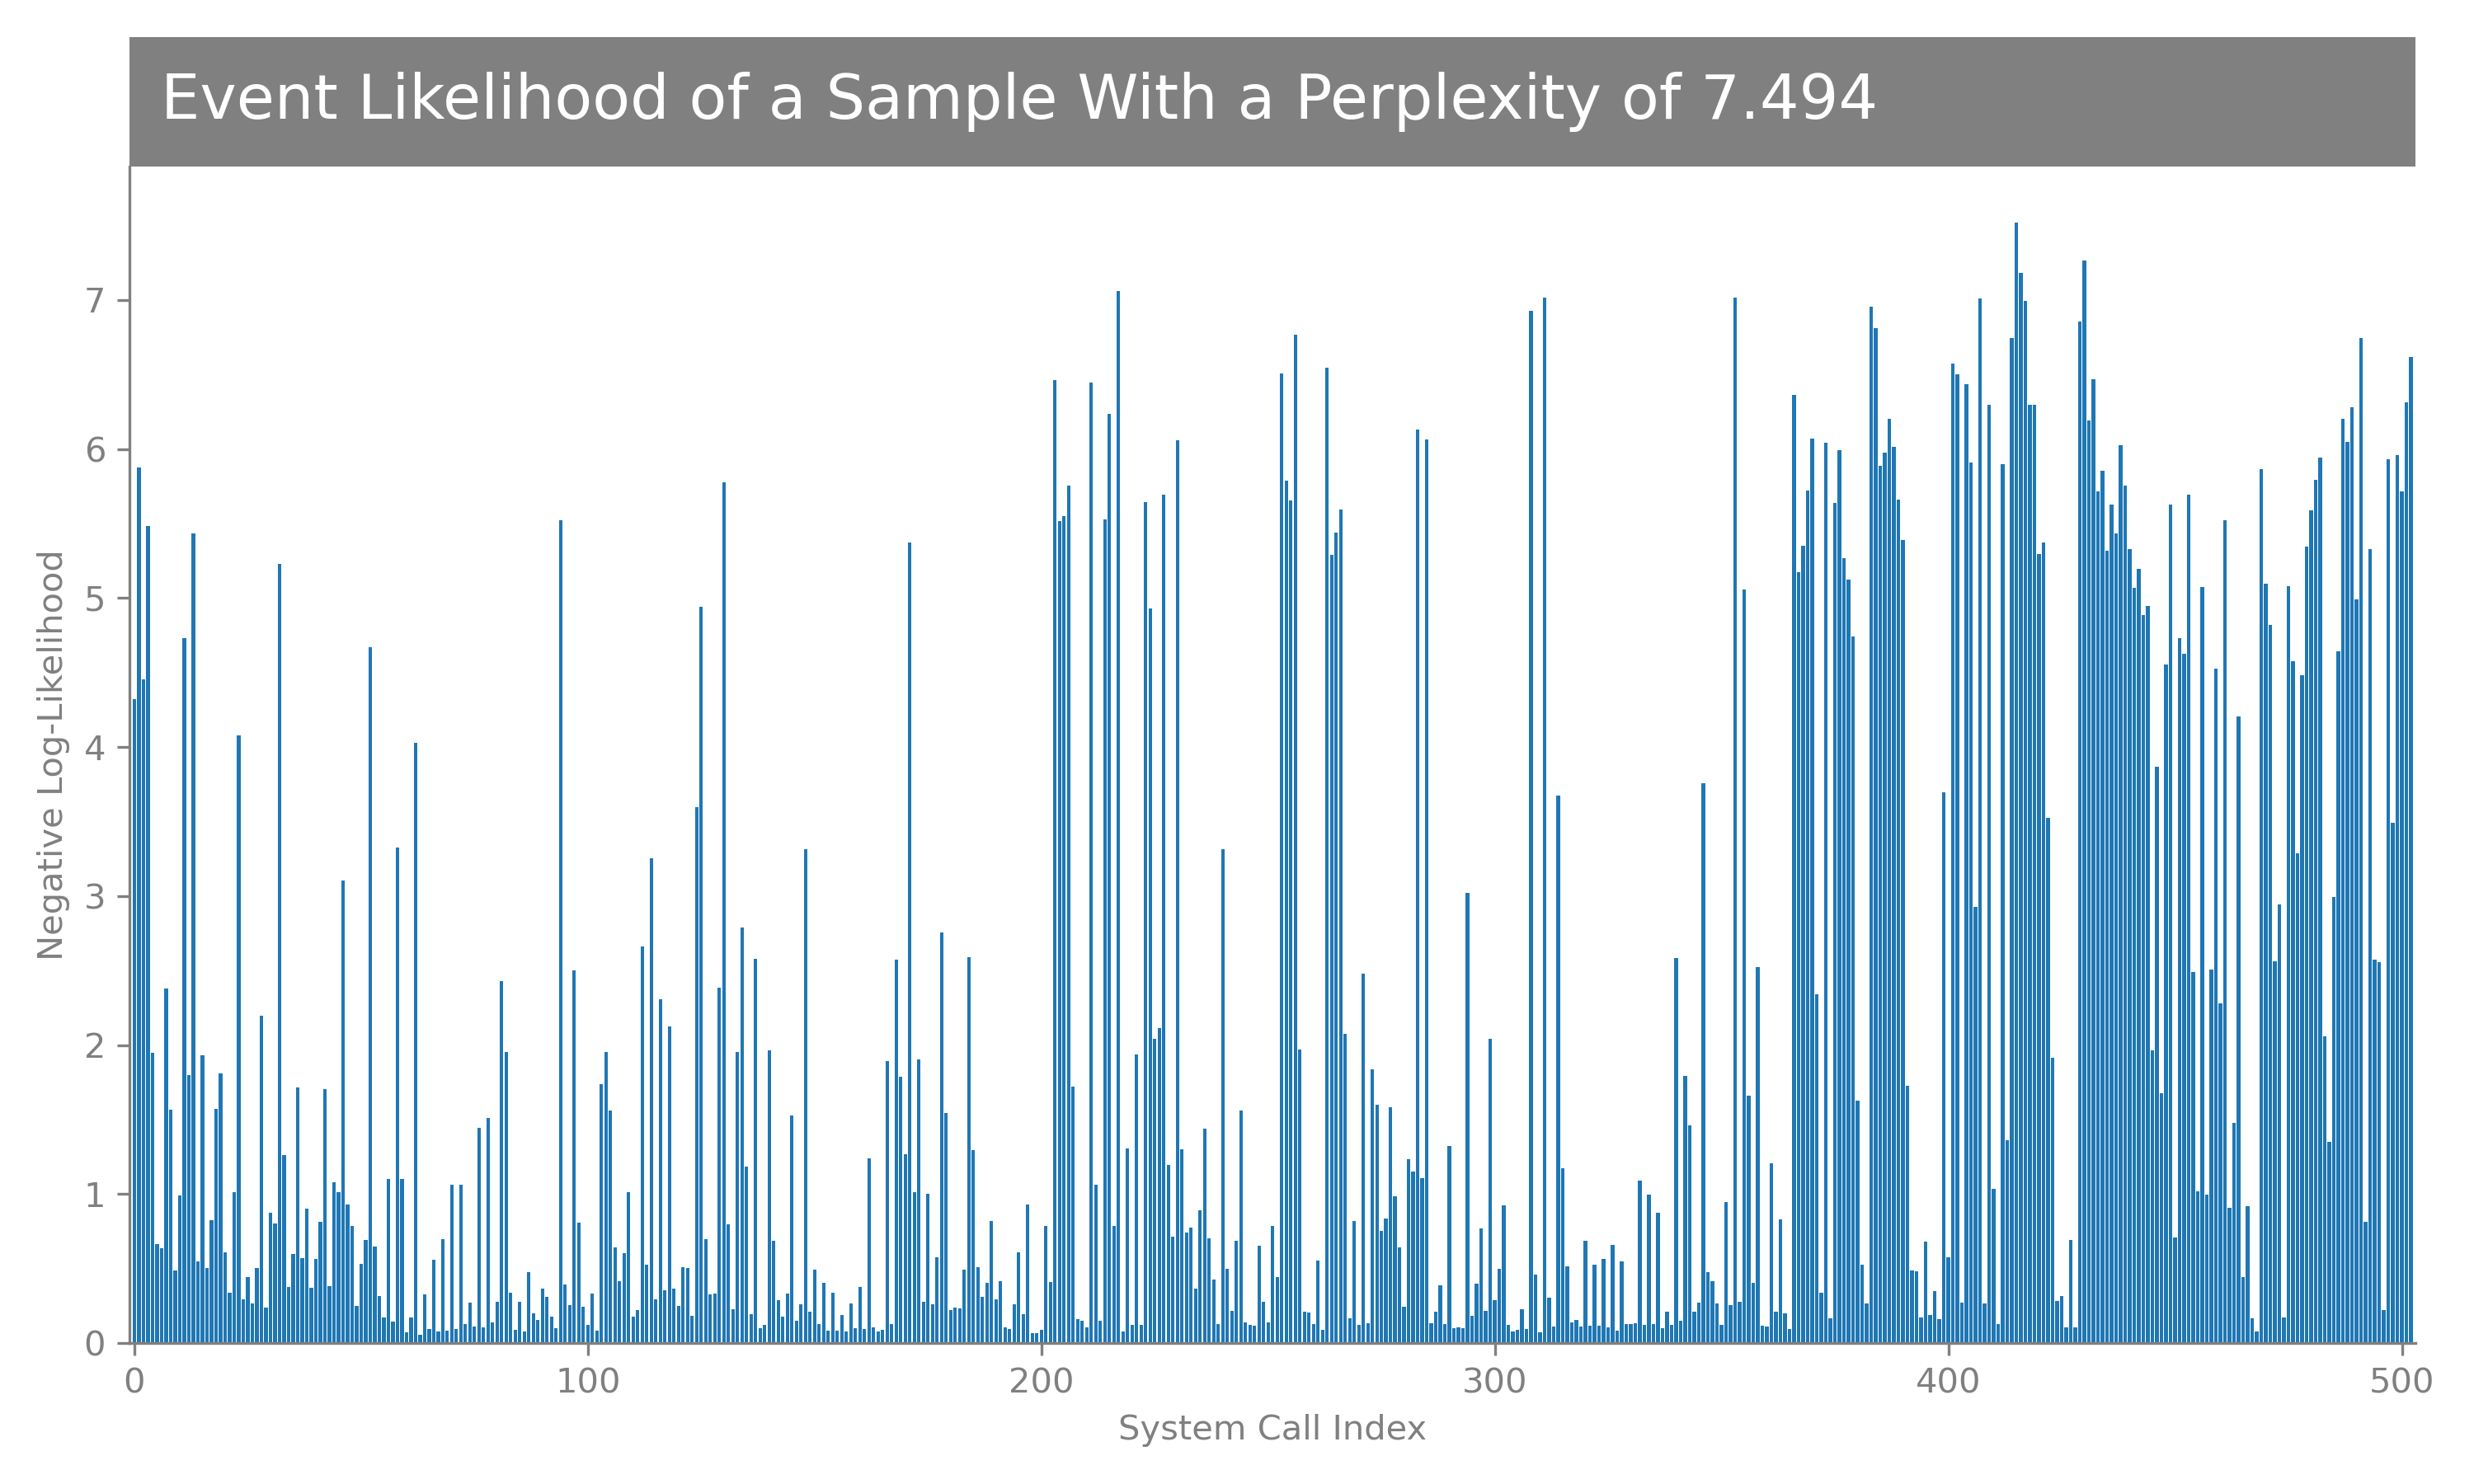 Event Likelihood of a Sample With a Perplexity of 7.494
Negative Log-Likelihood
7
6
5
4
3
2
1
0
0 100 200 300 400 500
System Call Index